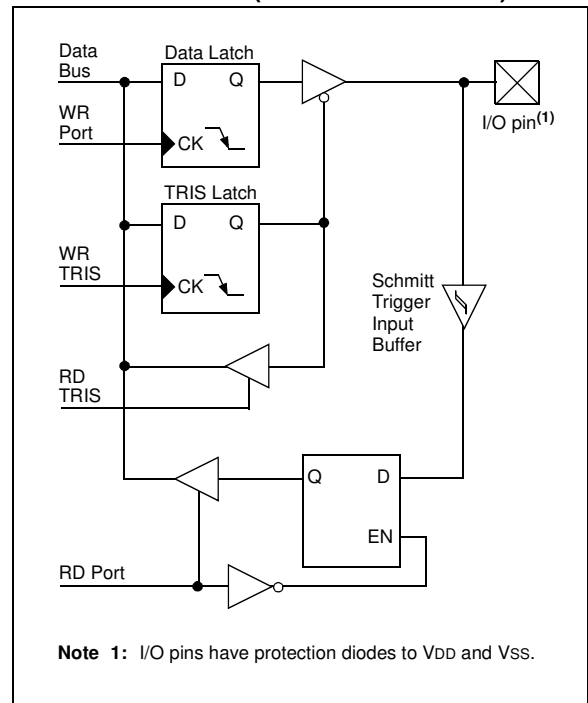 Data
Bus
Data Latch
D Q
WR
Port
CK
I/O pin(1)
TRIS Latch
D Q
WR
TRIS
CK
Schmitt
Trigger
Input
Buffer
RD
TRIS
Q D
EN
RD Port
Note 1: I/O pins have protection diodes to VDD and VSS.